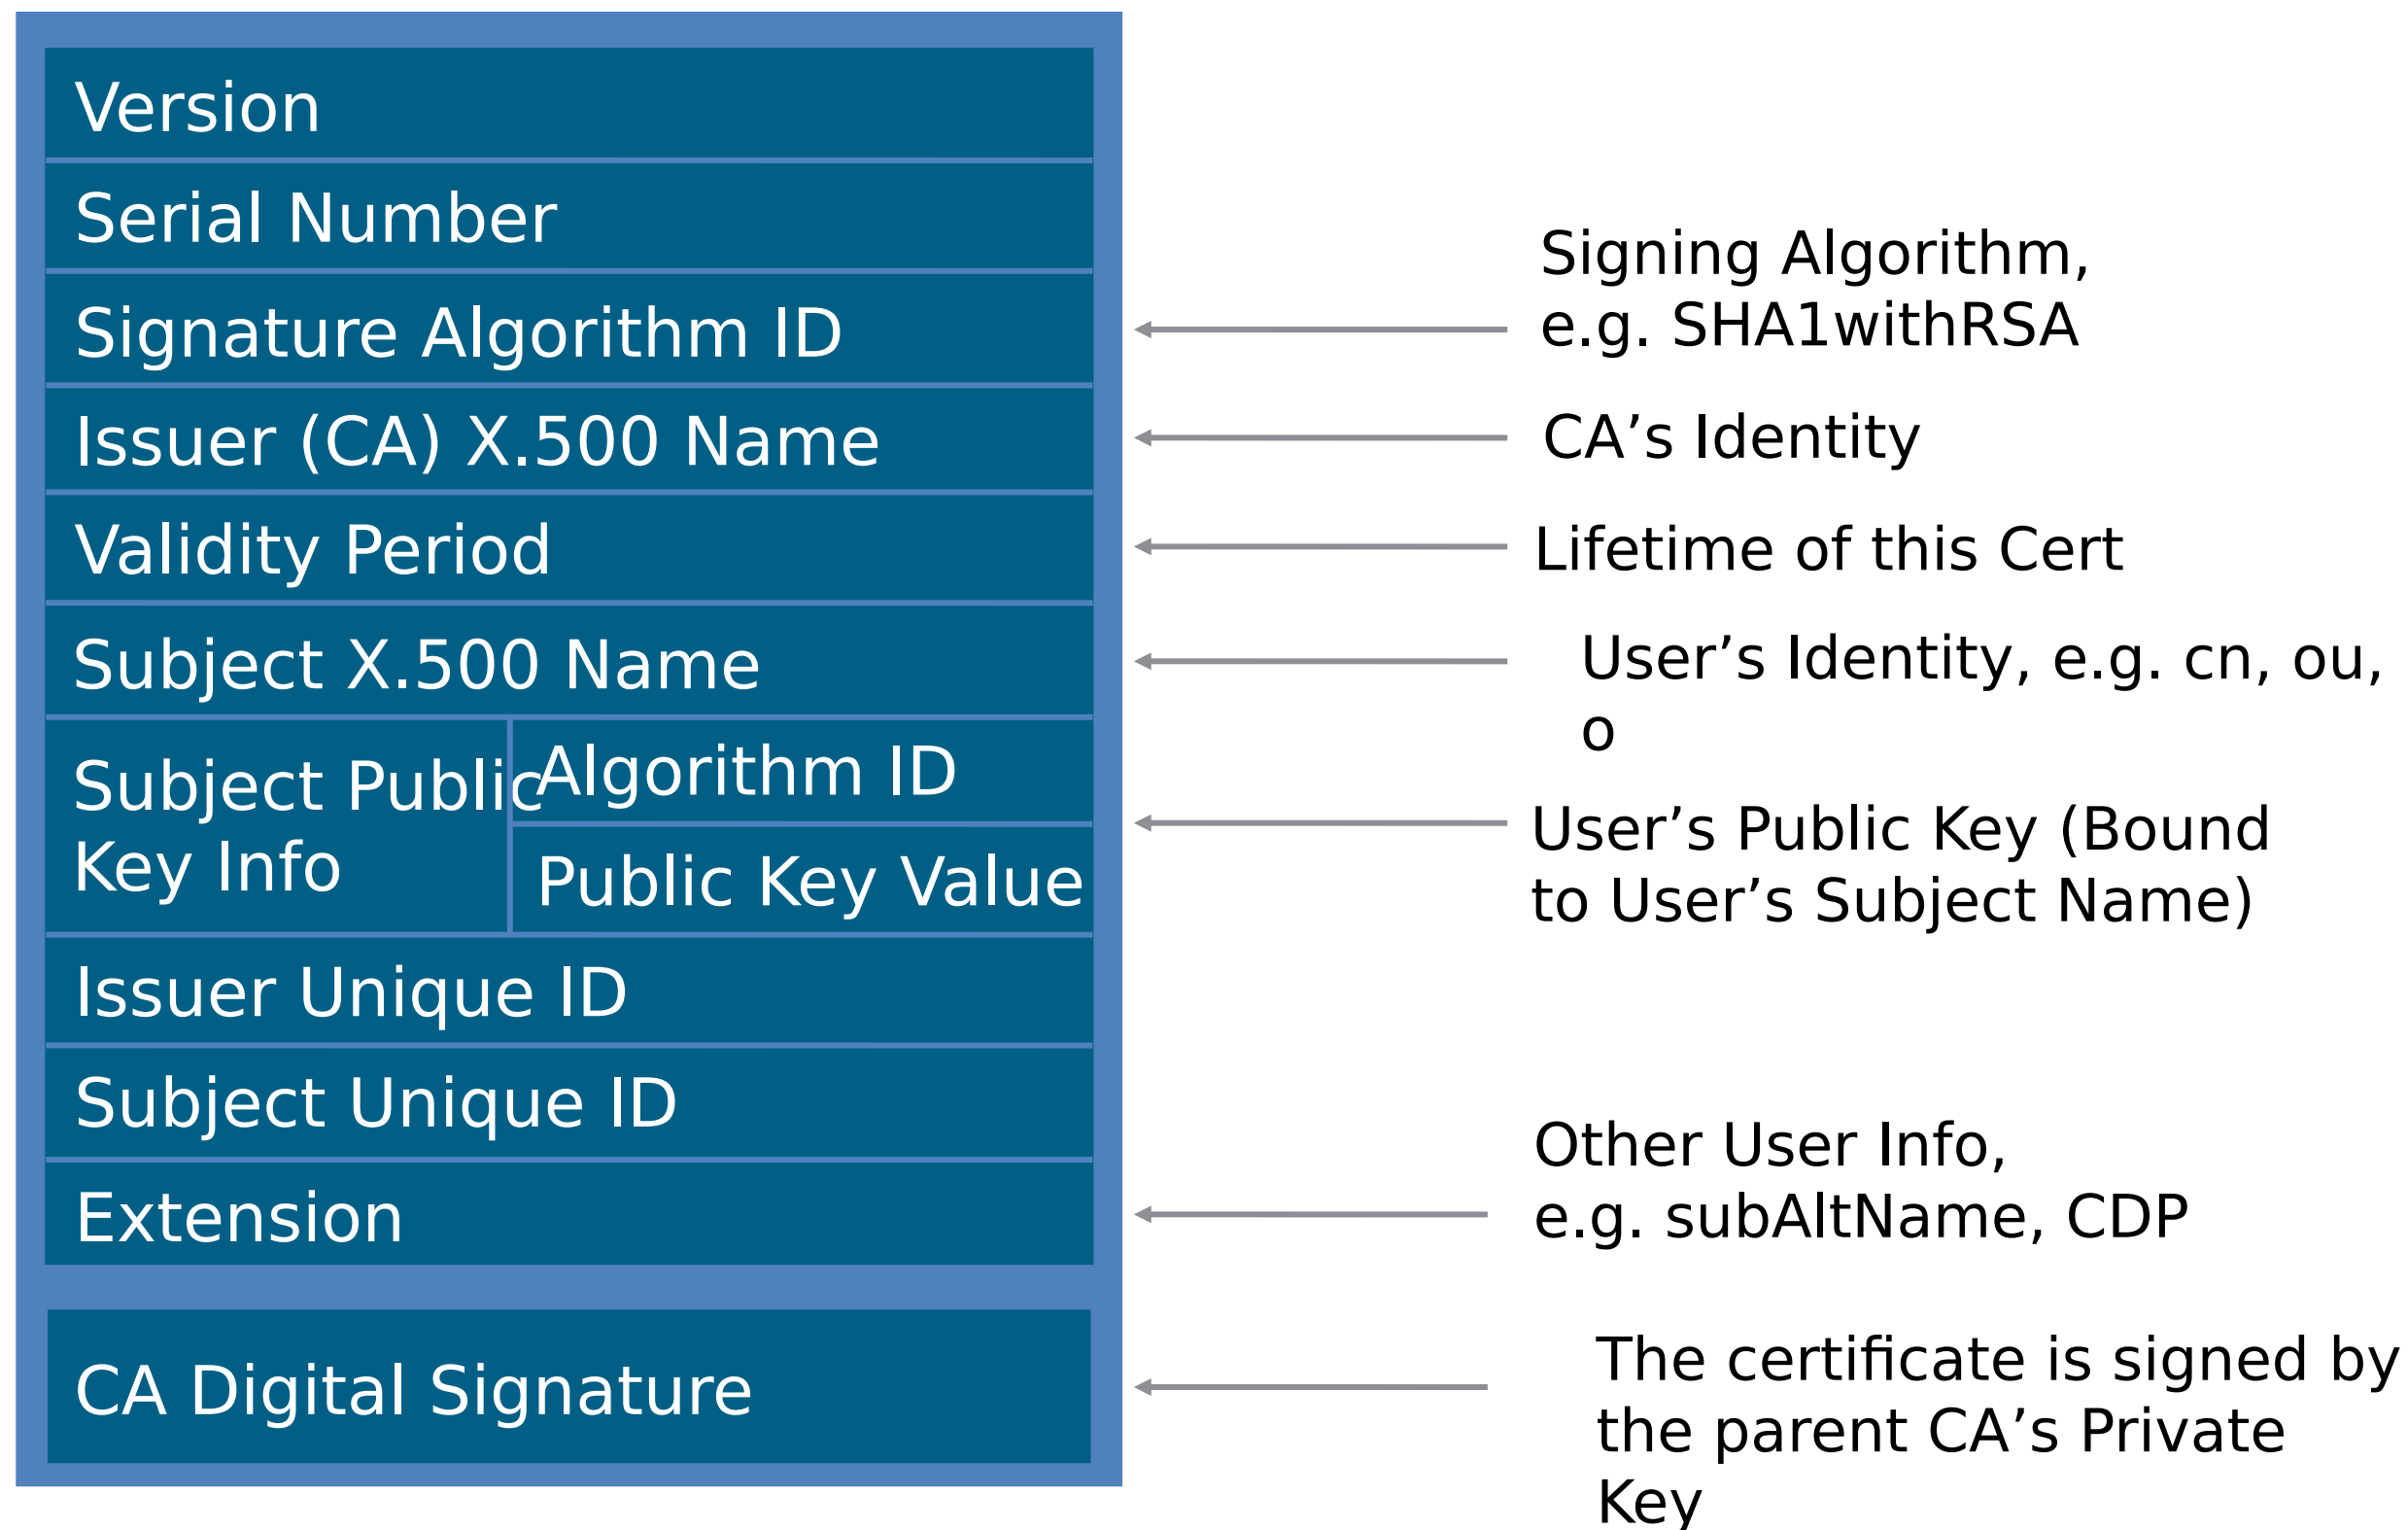 Version
Serial Number
Signature Algorithm ID
Signing Algorithm,
e.g. SHA1withRSA
Issuer (CA) X.500 Name
CA’s Identity
Validity Period
Lifetime of this Cert
Subject X.500 Name
User’s Identity, e.g. cn, ou,
o
Subject Public
Key Info
Algorithm ID
Public Key Value
User’s Public Key (Bound
to User’s Subject Name)
Issuer Unique ID
Subject Unique ID
Extension
Other User Info,
e.g. subAltName, CDP
CA Digital Signature
The certificate is signed by
the parent CA’s Private
Key